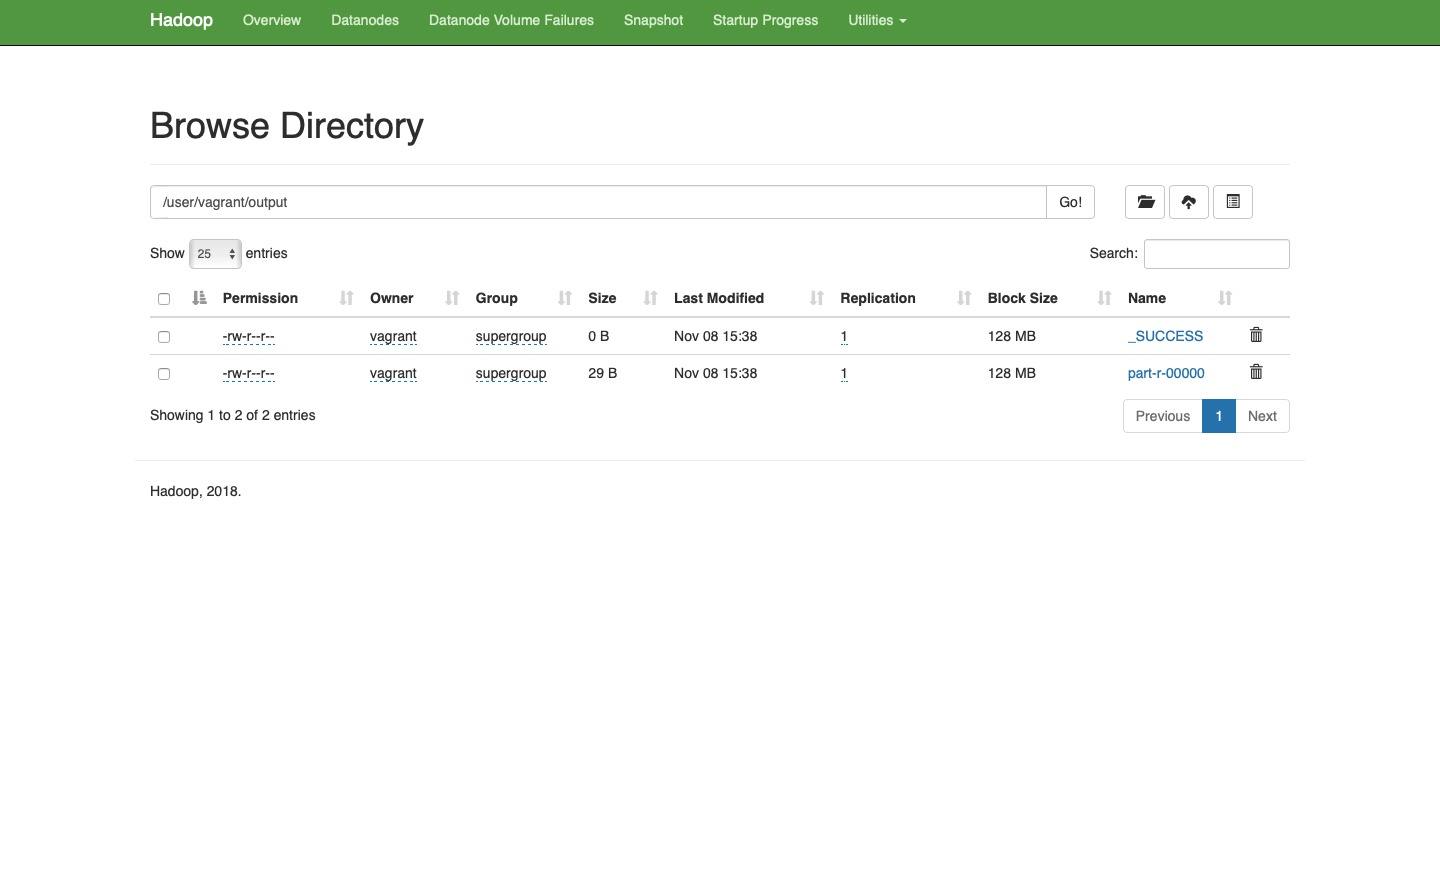 Hadoop Overview Datanodes Datanode Volume Failures Snapshot Startup Progress Utilities
Browse Directory
/user/vagrant/output Go!
Show 25 entries Search:
Permission Owner Group Size Last Modified Replication Block Size Name
-rw-r--r-- vagrant supergroup 0 B Nov 08 15:38 1 128 MB _SUCCESS
-rw-r--r-- vagrant supergroup 29 B Nov 08 15:38 1 128 MB part-r-00000
Showing 1 to 2 of 2 entries Previous 1 Next
Hadoop, 2018.